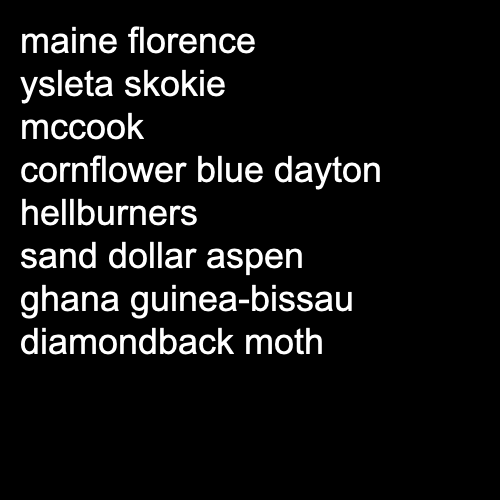 maine florence
ysleta skokie
mccook
cornflower blue dayton
hellburners
sand dollar aspen
ghana guinea-bissau
diamondback moth